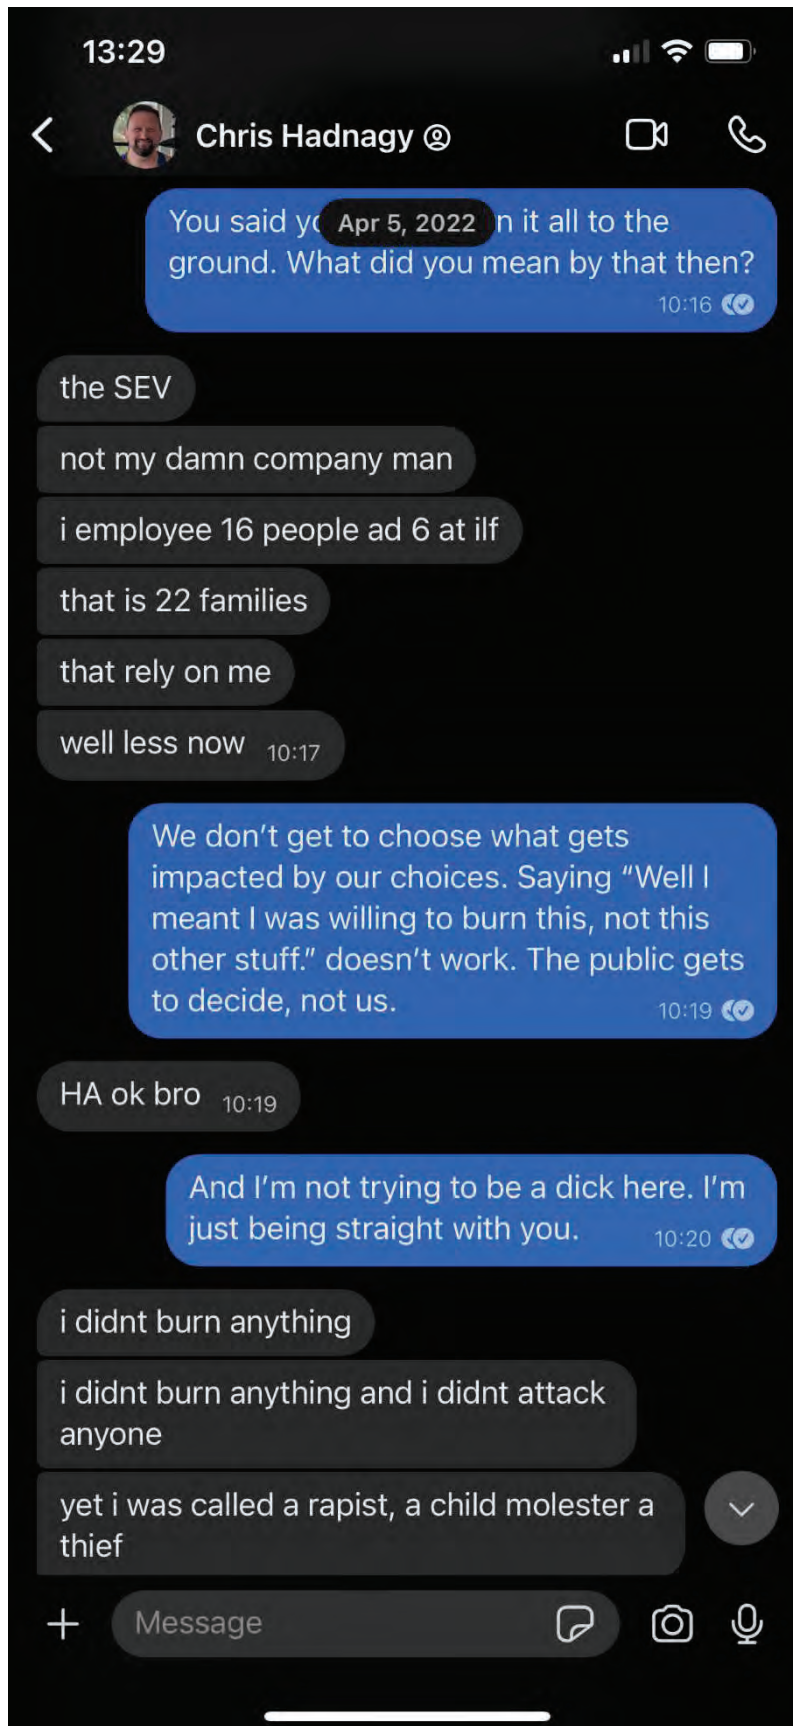 13:29
Chris Hadnagy
You said yo
Apr 5, 2022
n it all to the
ground. What did you mean by that then?
10:16
the SEV
not my damn company man
i employee 16 people ad 6 at ilf
that is 22 families
that rely on me
well less now 10:17
We don’t get to choose what gets
impacted by our choices. Saying “Well I
meant I was willing to burn this, not this
other stuff.” doesn’t work. The public gets
to decide, not us. 10:19
HA ok bro 10:19
And I’m not trying to be a dick here. I’m
just being straight with you. 10:20
i didnt burn anything
i didnt burn anything and i didnt attack
anyone
yet i was called a rapist, a child molester a
thief
Message